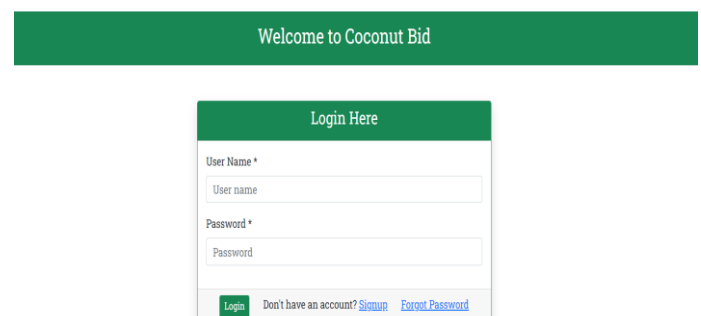 Welcome to Coconut Bid
Login Here
User Name *
User name
Password *
Password
Login Don't have an account? Signup Forgot Password